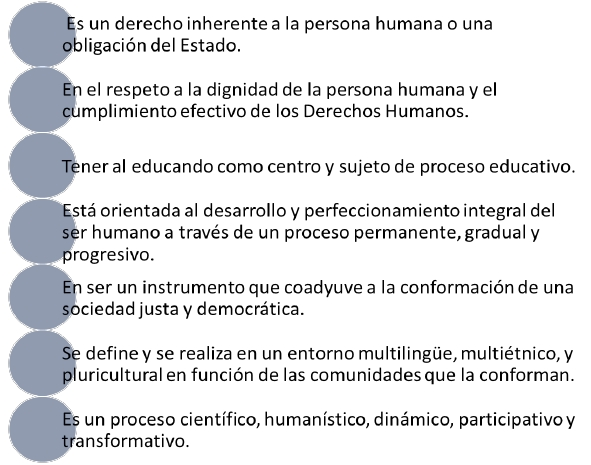 Es un derecho inherente a la persona humana o una
obligación del Estado.
En el respeto a la dignidad de la persona humana y el
cumplimiento efectivo de los Derechos Humanos.
Tener al educando como centro y sujeto de proceso educativo.
Está orientada al desarrollo y perfeccionamiento integral del
ser humano a través de un proceso permanente, gradual y
progresivo.
En ser un instrumento que coadyuve a la conformación de una
sociedad justa y democrática.
Se define y se realiza en un entorno multilingüe, multiétnico, y
pluricultural en función de las comunidades que la conforman.
Es un proceso científico, humanístico, dinámico, participativo y
transformativo.